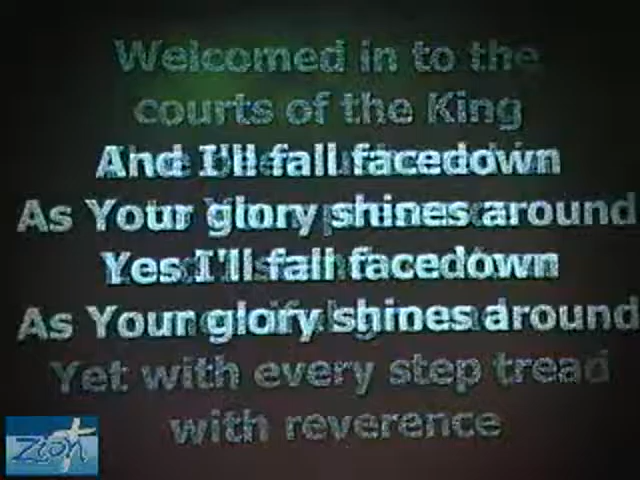 Welcomed in to the
courts of the King
And I'll fall facedown
As Your glory shines around
Yes I'll fall facedown
As Your glory shines around
Yet with every step tread
with reverence
Zion